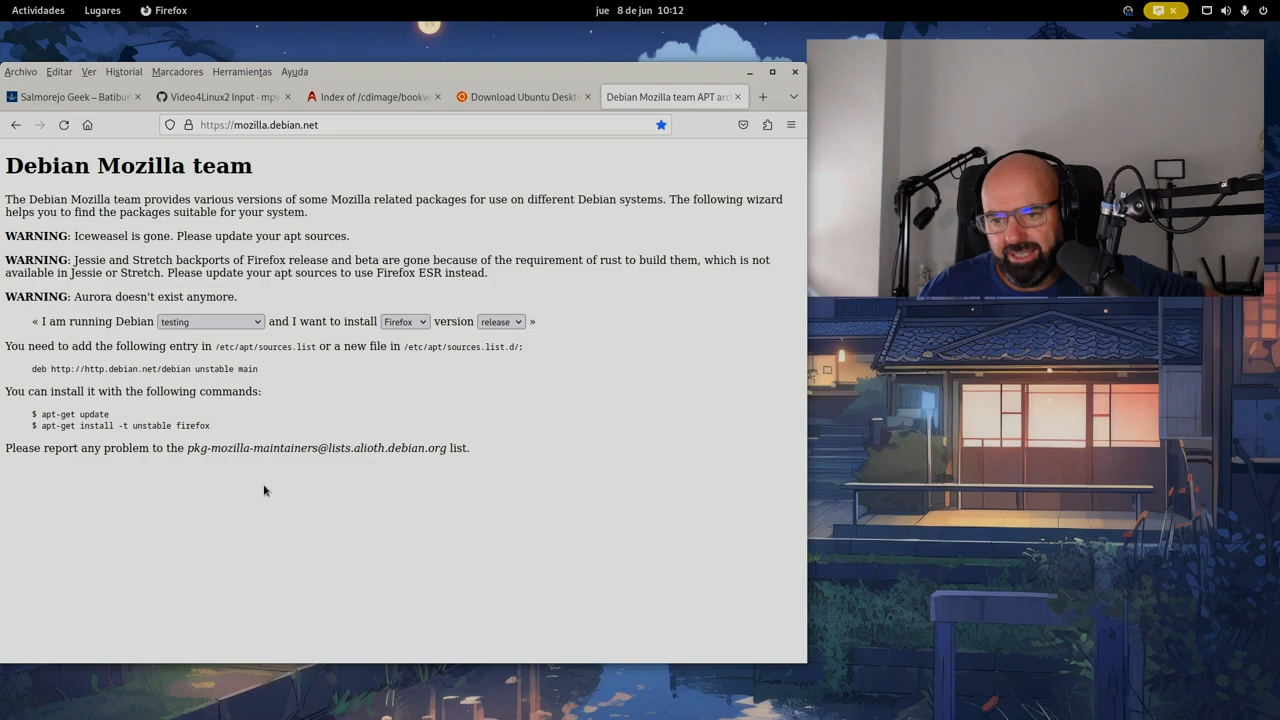 Actividades Lugares Firefox jue 8 de jun 10:12
Archivo Editar Ver Historial Marcadores Herramientas Ayuda
Salmorejo Geek – Batibur Video4Linux2 Input · mpv Index of /cdimage/bookw Download Ubuntu Deskto Debian Mozilla team APT arc
https://mozilla.debian.net
Debian Mozilla team
The Debian Mozilla team provides various versions of some Mozilla related packages for use on different Debian systems. The following wizard
helps you to find the packages suitable for your system.
WARNING: Iceweasel is gone. Please update your apt sources.
WARNING: Jessie and Stretch backports of Firefox release and beta are gone because of the requirement of rust to build them, which is not
available in Jessie or Stretch. Please update your apt sources to use Firefox ESR instead.
WARNING: Aurora doesn't exist anymore.
« I am running Debian testing and I want to install Firefox version release »
You need to add the following entry in /etc/apt/sources.list or a new file in /etc/apt/sources.list.d/:
deb http://http.debian.net/debian unstable main
You can install it with the following commands:
$ apt-get update
$ apt-get install -t unstable firefox
Please report any problem to the pkg-mozilla-maintainers@lists.alioth.debian.org list.